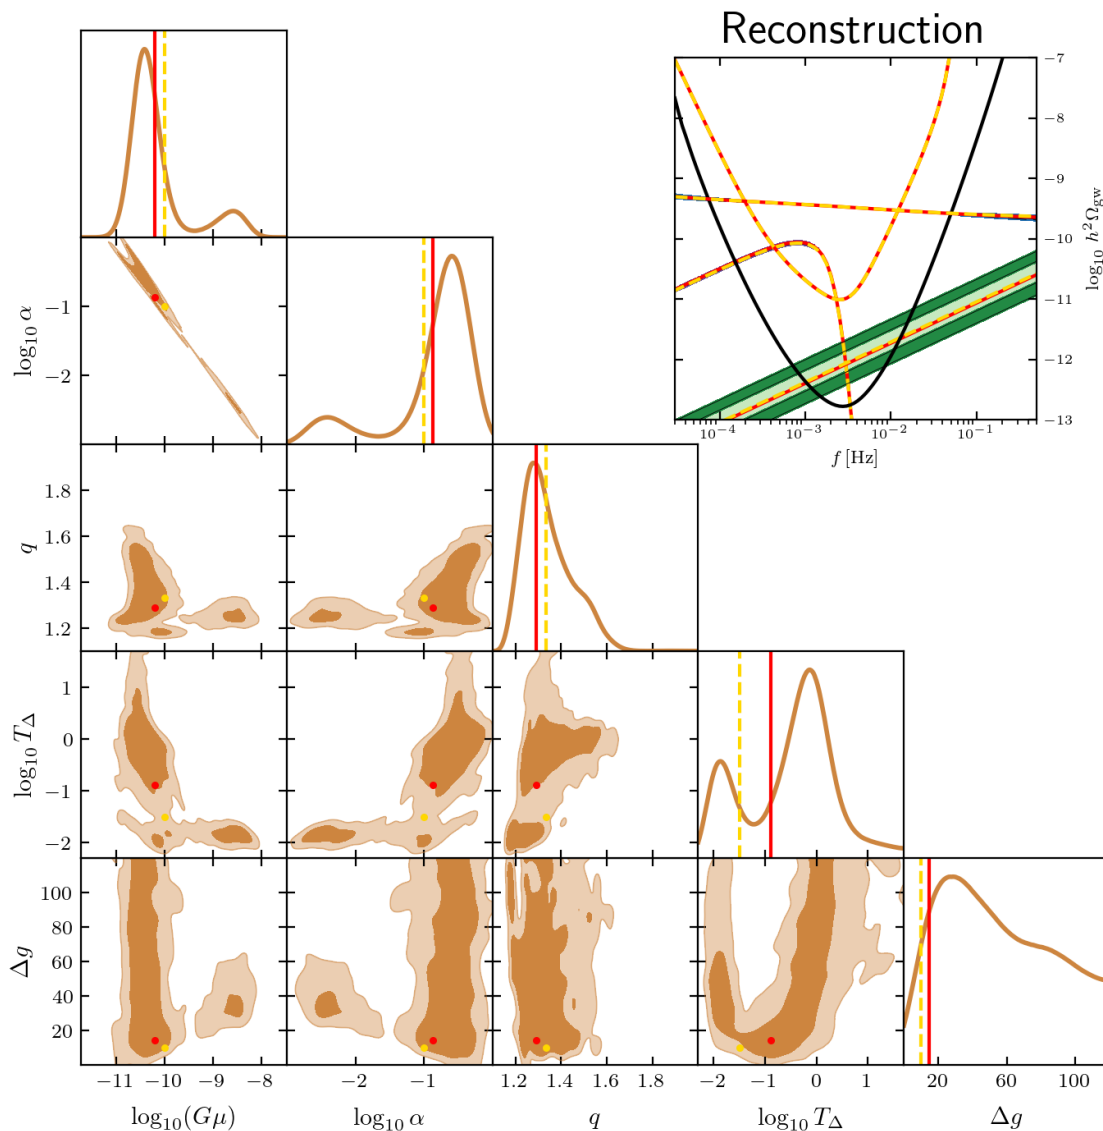 Reconstruction
−7
−8
−9
−10
−11
−12
−13
log₁₀ h²Ω_gw
10⁻⁴ 10⁻³ 10⁻² 10⁻¹
f [Hz]
−1
−2
log₁₀ α
1.8
1.6
1.4
1.2
q
1
0
−1
−2
log₁₀ T_Δ
100
80
60
40
20
Δg
−11 −10 −9 −8
−2 −1
1.2 1.4 1.6 1.8
−2 −1 0 1
20 60 100
log₁₀(Gμ)
log₁₀ α
q
log₁₀ T_Δ
Δg